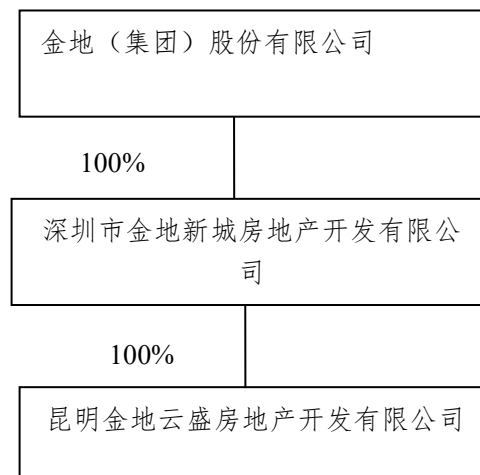 金地（集团）股份有限公司
100%
深圳市金地新城房地产开发有限公
司
100%
昆明金地云盛房地产开发有限公司